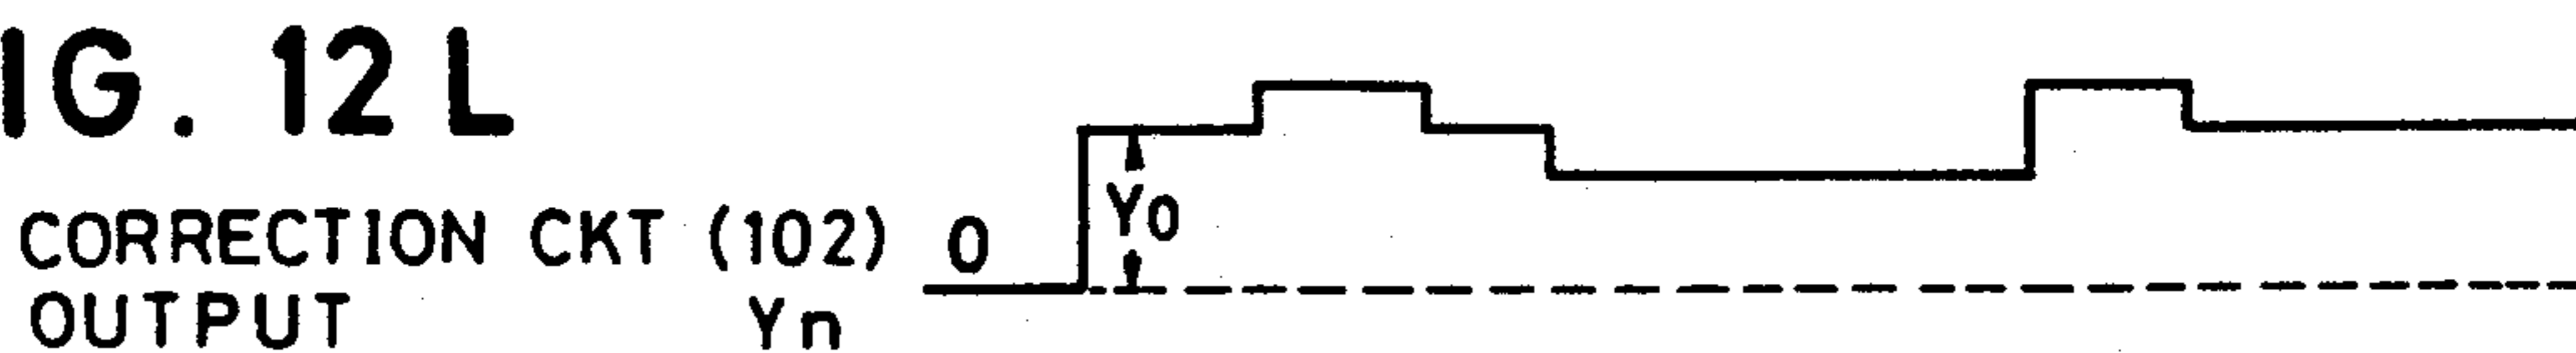 IG. 12 L
CORRECTION CKT (102)
OUTPUT Yn
0
Y0